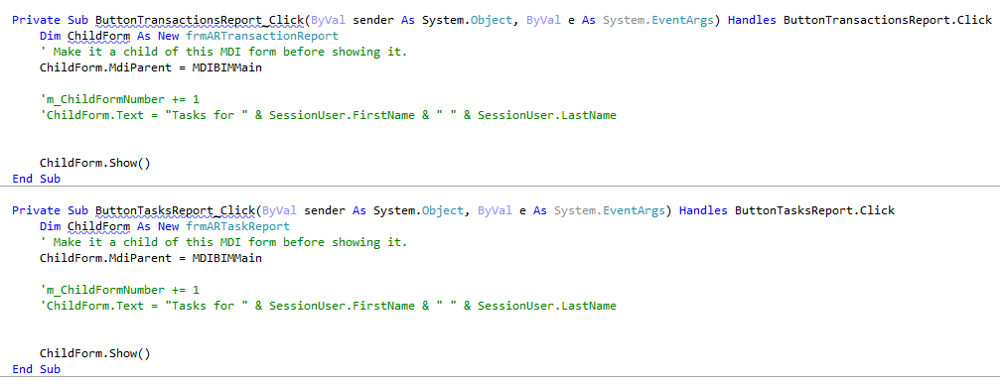 Private Sub ButtonTransactionsReport_Click(ByVal sender As System.Object, ByVal e As System.EventArgs) Handles ButtonTransactionsReport.Click
Dim ChildForm As New frmARTransactionReport
' Make it a child of this MDI form before showing it.
ChildForm.MdiParent = MDIBIMMain
'm_ChildFormNumber += 1
'ChildForm.Text = "Tasks for " & SessionUser.FirstName & " " & SessionUser.LastName
ChildForm.Show()
End Sub
Private Sub ButtonTasksReport_Click(ByVal sender As System.Object, ByVal e As System.EventArgs) Handles ButtonTasksReport.Click
Dim ChildForm As New frmARTaskReport
' Make it a child of this MDI form before showing it.
ChildForm.MdiParent = MDIBIMMain
'm_ChildFormNumber += 1
'ChildForm.Text = "Tasks for " & SessionUser.FirstName & " " & SessionUser.LastName
ChildForm.Show()
End Sub